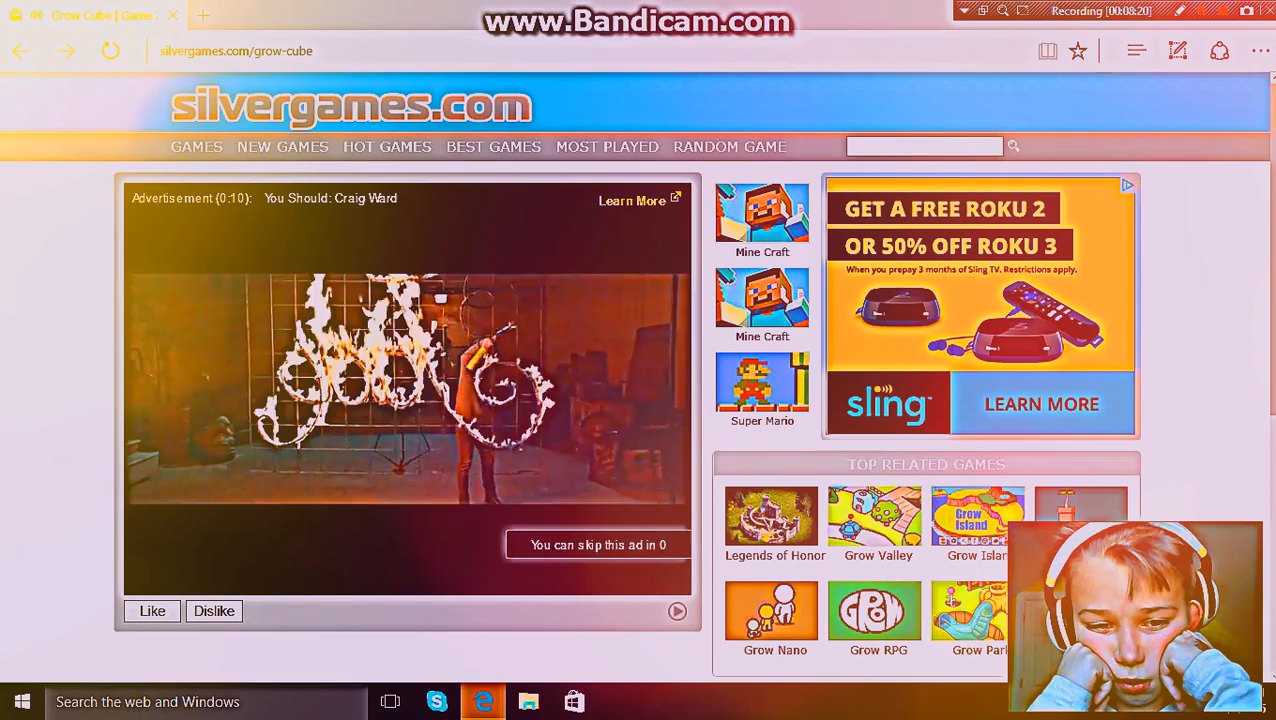 www.Bandicam.com
Recording [00:08:20]
Grow Cube | Game
silvergames.com/grow-cube
silvergames.com
GAMES NEW GAMES HOT GAMES BEST GAMES MOST PLAYED RANDOM GAME
Advertisement (0:10): You Should: Craig Ward
Learn More
You can skip this ad in 0
Like
Dislike
Mine Craft
Mine Craft
Super Mario
GET A FREE ROKU 2
OR 50% OFF ROKU 3
When you prepay 3 months of Sling TV. Restrictions apply.
sling
LEARN MORE
TOP RELATED GAMES
Grow
Island
Legends of Honor
Grow Valley
Grow Islan
GROW
Grow Nano
Grow RPG
Grow Par
Search the web and Windows